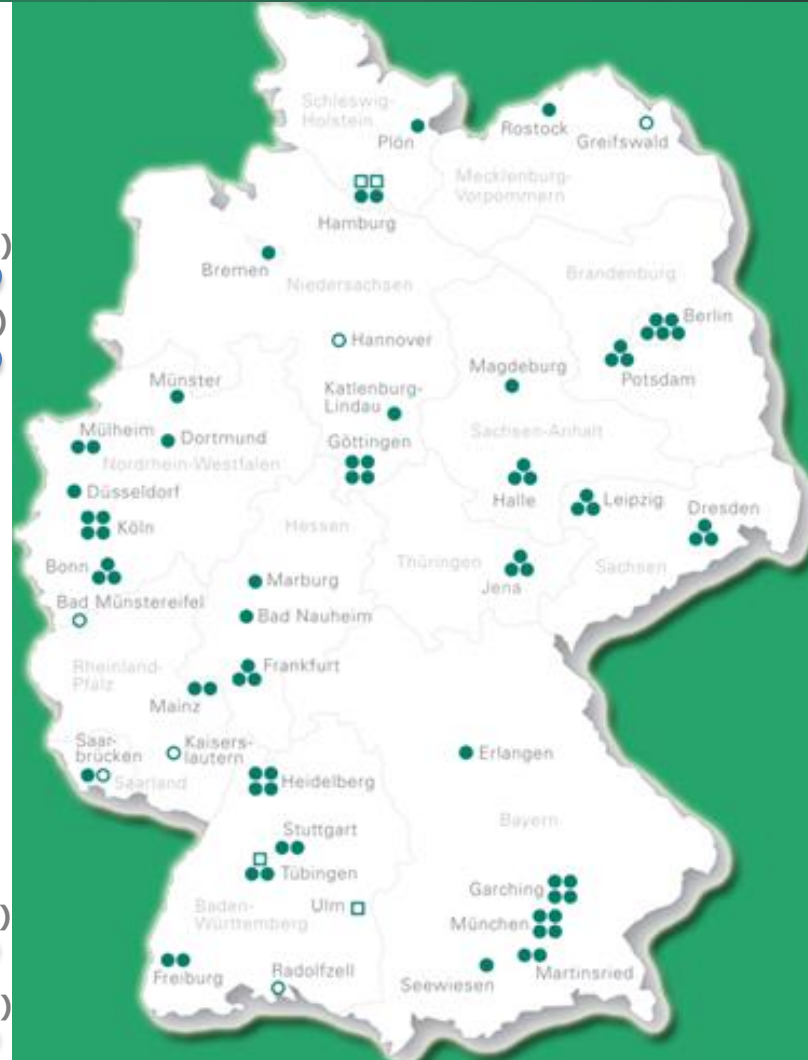 Schleswig-
Holstein
Plön
Rostock
Greifswald
Mecklenburg-
Vorpommern
Hamburg
)
Bremen
Niedersachsen
Brandenburg
)
Berlin
Hannover
Potsdam
Magdeburg
Münster
Katlenburg-
Lindau
Sachsen-Anhalt
Mülheim
Dortmund
Göttingen
Nordrhein-Westfalen
Düsseldorf
Halle
Leipzig
Dresden
Köln
Hessen
Thüringen
Sachsen
Bonn
Jena
Marburg
Bad Münstereifel
Bad Nauheim
Rheinland-
Pfalz
Frankfurt
Mainz
Saar-
brücken
Kaisers-
lautern
Saarland
Erlangen
Heidelberg
Bayern
Stuttgart
Tübingen
Garching
Baden-
Württemberg
Ulm
)
München
Freiburg
Radolfzell
Seewiesen
Martinsried
)